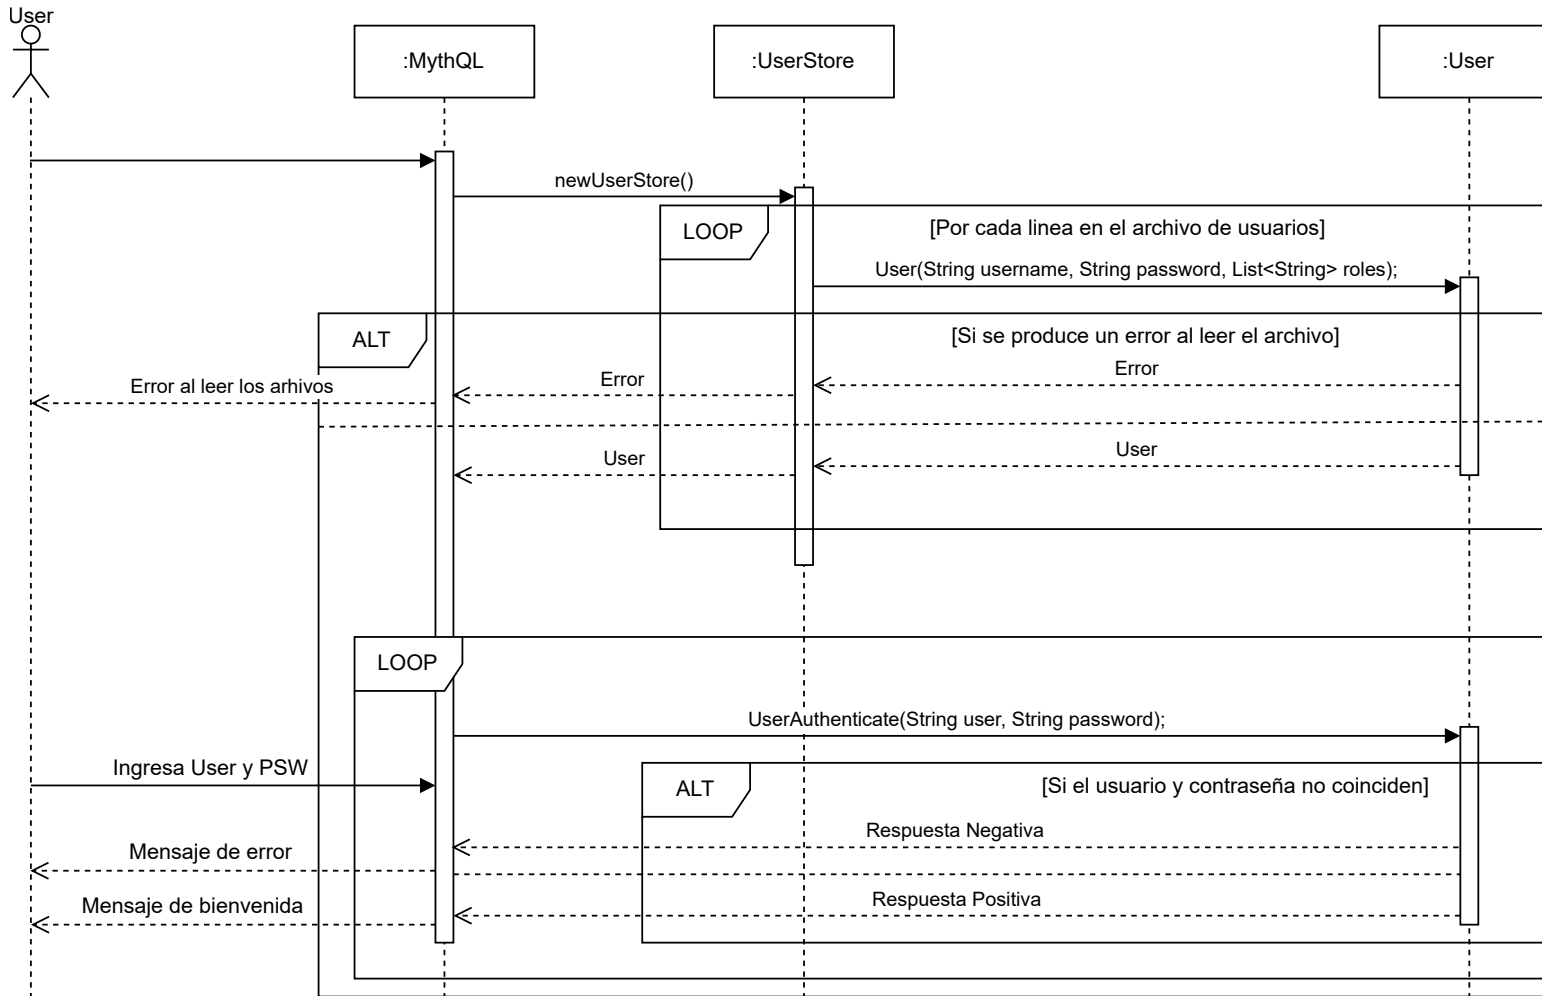 User
:MythQL
:UserStore
:User
newUserStore()
LOOP
[Por cada linea en el archivo de usuarios]
User(String username, String password, List<String> roles);
ALT
[Si se produce un error al leer el archivo]
Error
Error
Error al leer los arhivos
User
User
LOOP
UserAuthenticate(String user, String password);
Ingresa User y PSW
ALT
[Si el usuario y contraseña no coinciden]
Respuesta Negativa
Mensaje de error
Respuesta Positiva
Mensaje de bienvenida